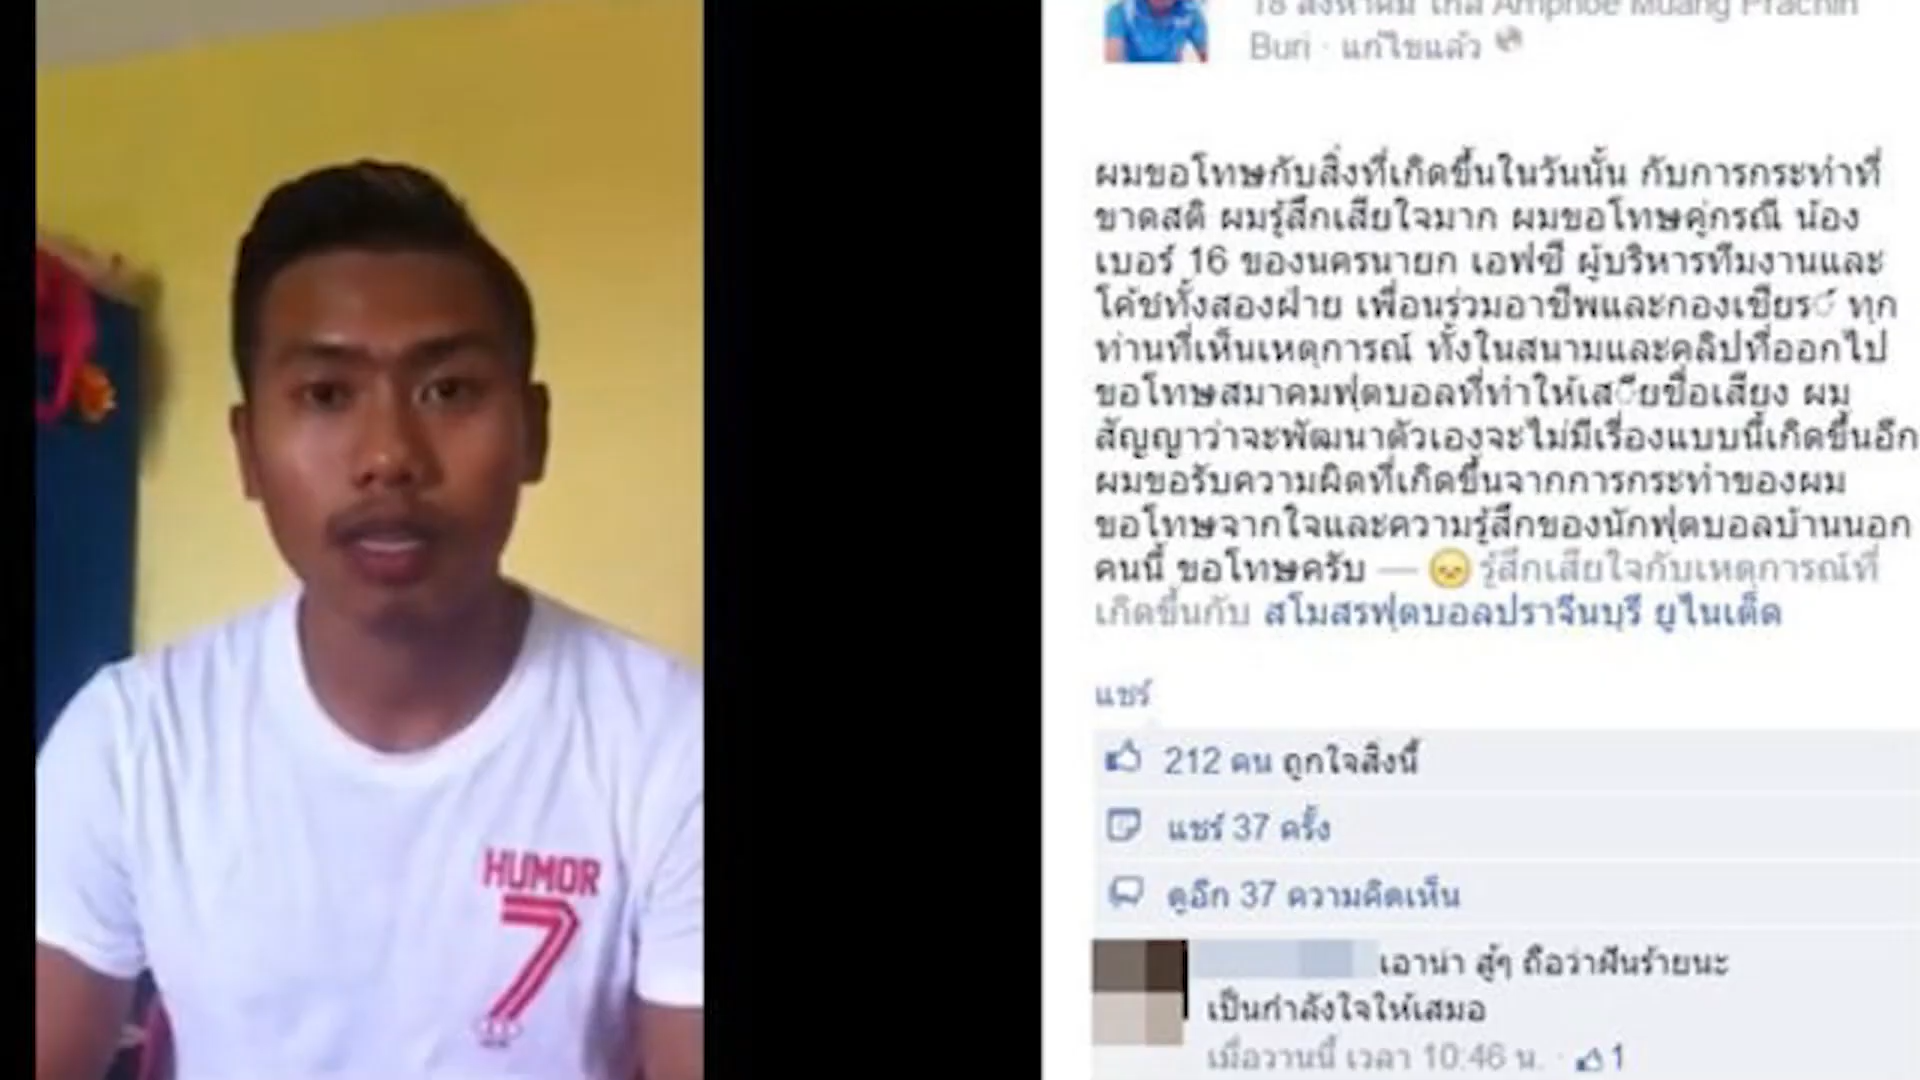 HUMOR
7
18 สิงหาคม ใกล้ Amphoe Muang Prachin
Buri · แก้ไขแล้ว
ผมขอโทษกับสิ่งที่เกิดขึ้นในวันนั้น กับการกระทำที่
ขาดสติ ผมรู้สึกเสียใจมาก ผมขอโทษคู่กรณี น้อง
เบอร์ 16 ของนครนายก เอฟซี ผู้บริหารทีมงานและ
โค้ชทั้งสองฝ่าย เพื่อนร่วมอาชีพและกองเชียร์ ทุก
ท่านที่เห็นเหตุการณ์ ทั้งในสนามและคลิปที่ออกไป
ขอโทษสมาคมฟุตบอลที่ทำให้เสียชื่อเสียง ผม
สัญญาว่าจะพัฒนาตัวเองจะไม่มีเรื่องแบบนี้เกิดขึ้นอีก
ผมขอรับความผิดที่เกิดขึ้นจากการกระทำของผม
ขอโทษจากใจและความรู้สึกของนักฟุตบอลบ้านนอก
คนนี้ ขอโทษครับ — รู้สึกเสียใจกับเหตุการณ์ที่
เกิดขึ้นกับ สโมสรฟุตบอลปราจีนบุรี ยูไนเต็ด
แชร์
212 คน ถูกใจสิ่งนี้
แชร์ 37 ครั้ง
ดูอีก 37 ความคิดเห็น
เอาน่า สู้ๆ ถือว่าฝันร้ายนะ
เป็นกำลังใจให้เสมอ
เมื่อวานนี้ เวลา 10:46 น. · 1